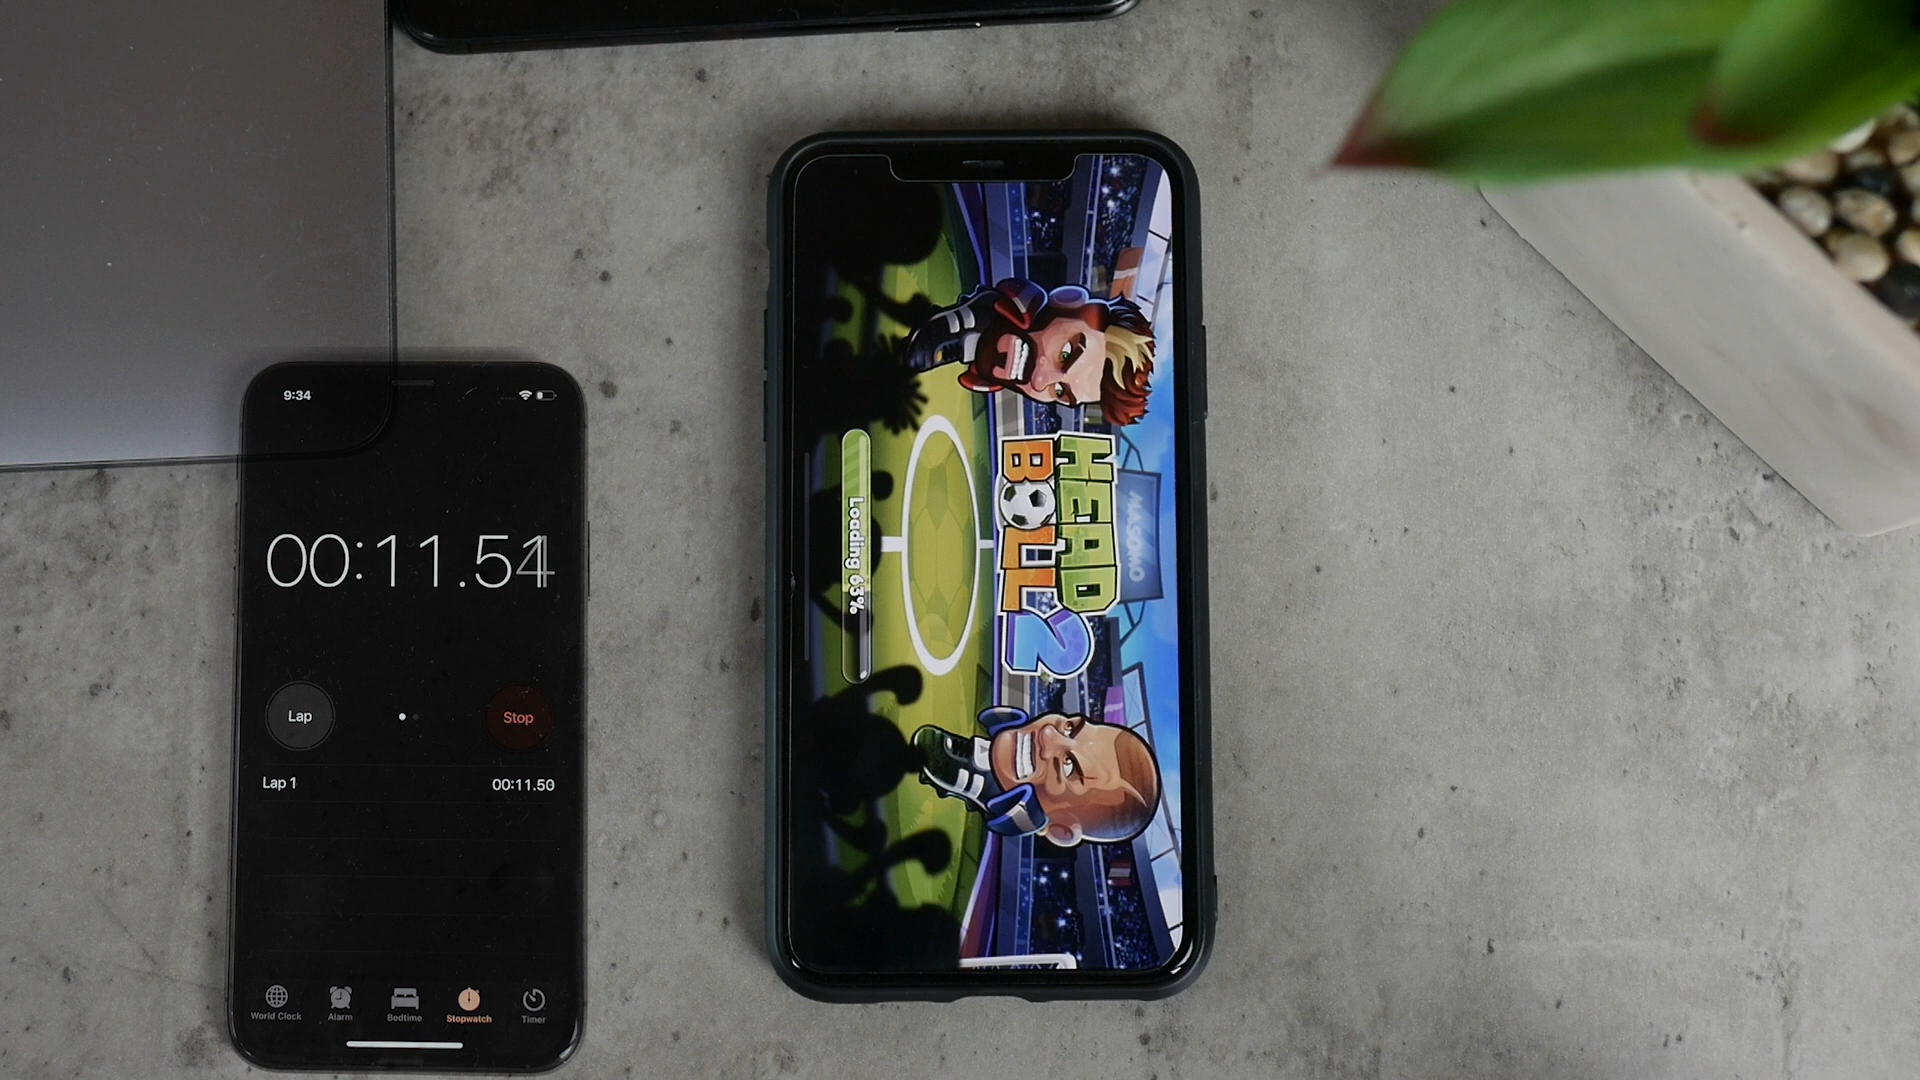 9:34
00:11.54
Lap
Stop
Lap 1
00:11.50
World Clock
Alarm
Bedtime
Stopwatch
Timer
MASOMO
HEAD
BALL 2
Loading 63%